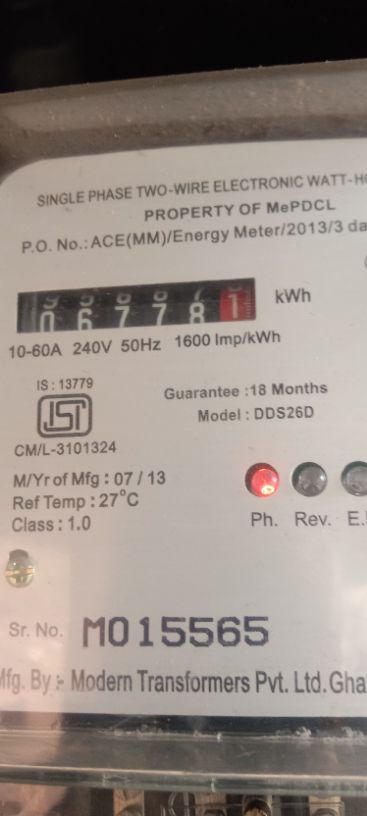 SINGLE PHASE TWO-WIRE ELECTRONIC WATT-HO
PROPERTY OF MePDCL
P.O. No.: ACE(MM)/Energy Meter/2013/3 da
0 6 7 7 8 1 kWh
10-60A 240V 50Hz 1600 Imp/kWh
IS : 13779
Guarantee : 18 Months
Model : DDS26D
ISI
CM/L-3101324
M/Yr of Mfg : 07 / 13
Ref Temp : 27°C
Class : 1.0
Ph. Rev. E.
Sr. No. M015565
Mfg. By :- Modern Transformers Pvt. Ltd. Gha